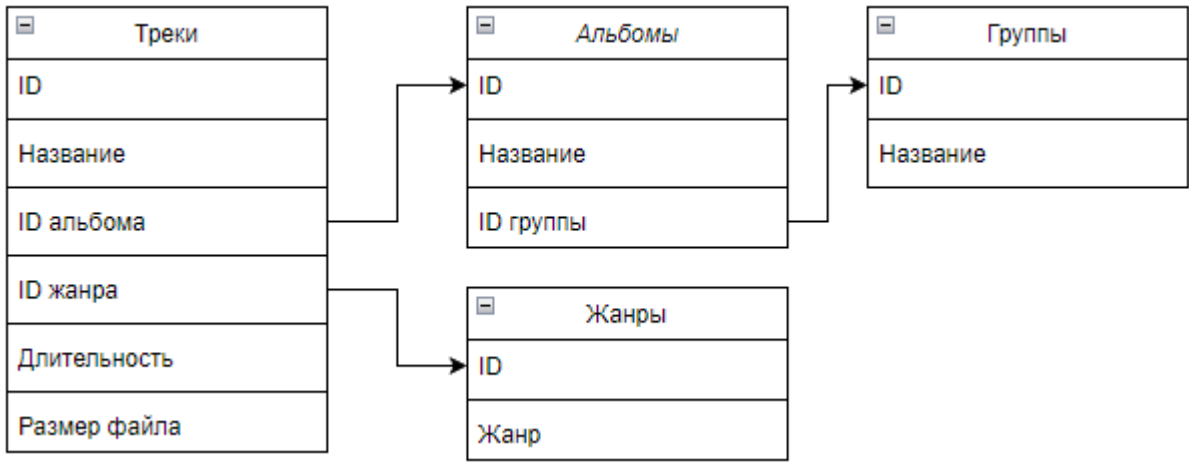 Треки
ID
Название
ID альбома
ID жанра
Длительность
Размер файла
Альбомы
ID
Название
ID группы
Группы
ID
Название
Жанры
ID
Жанр